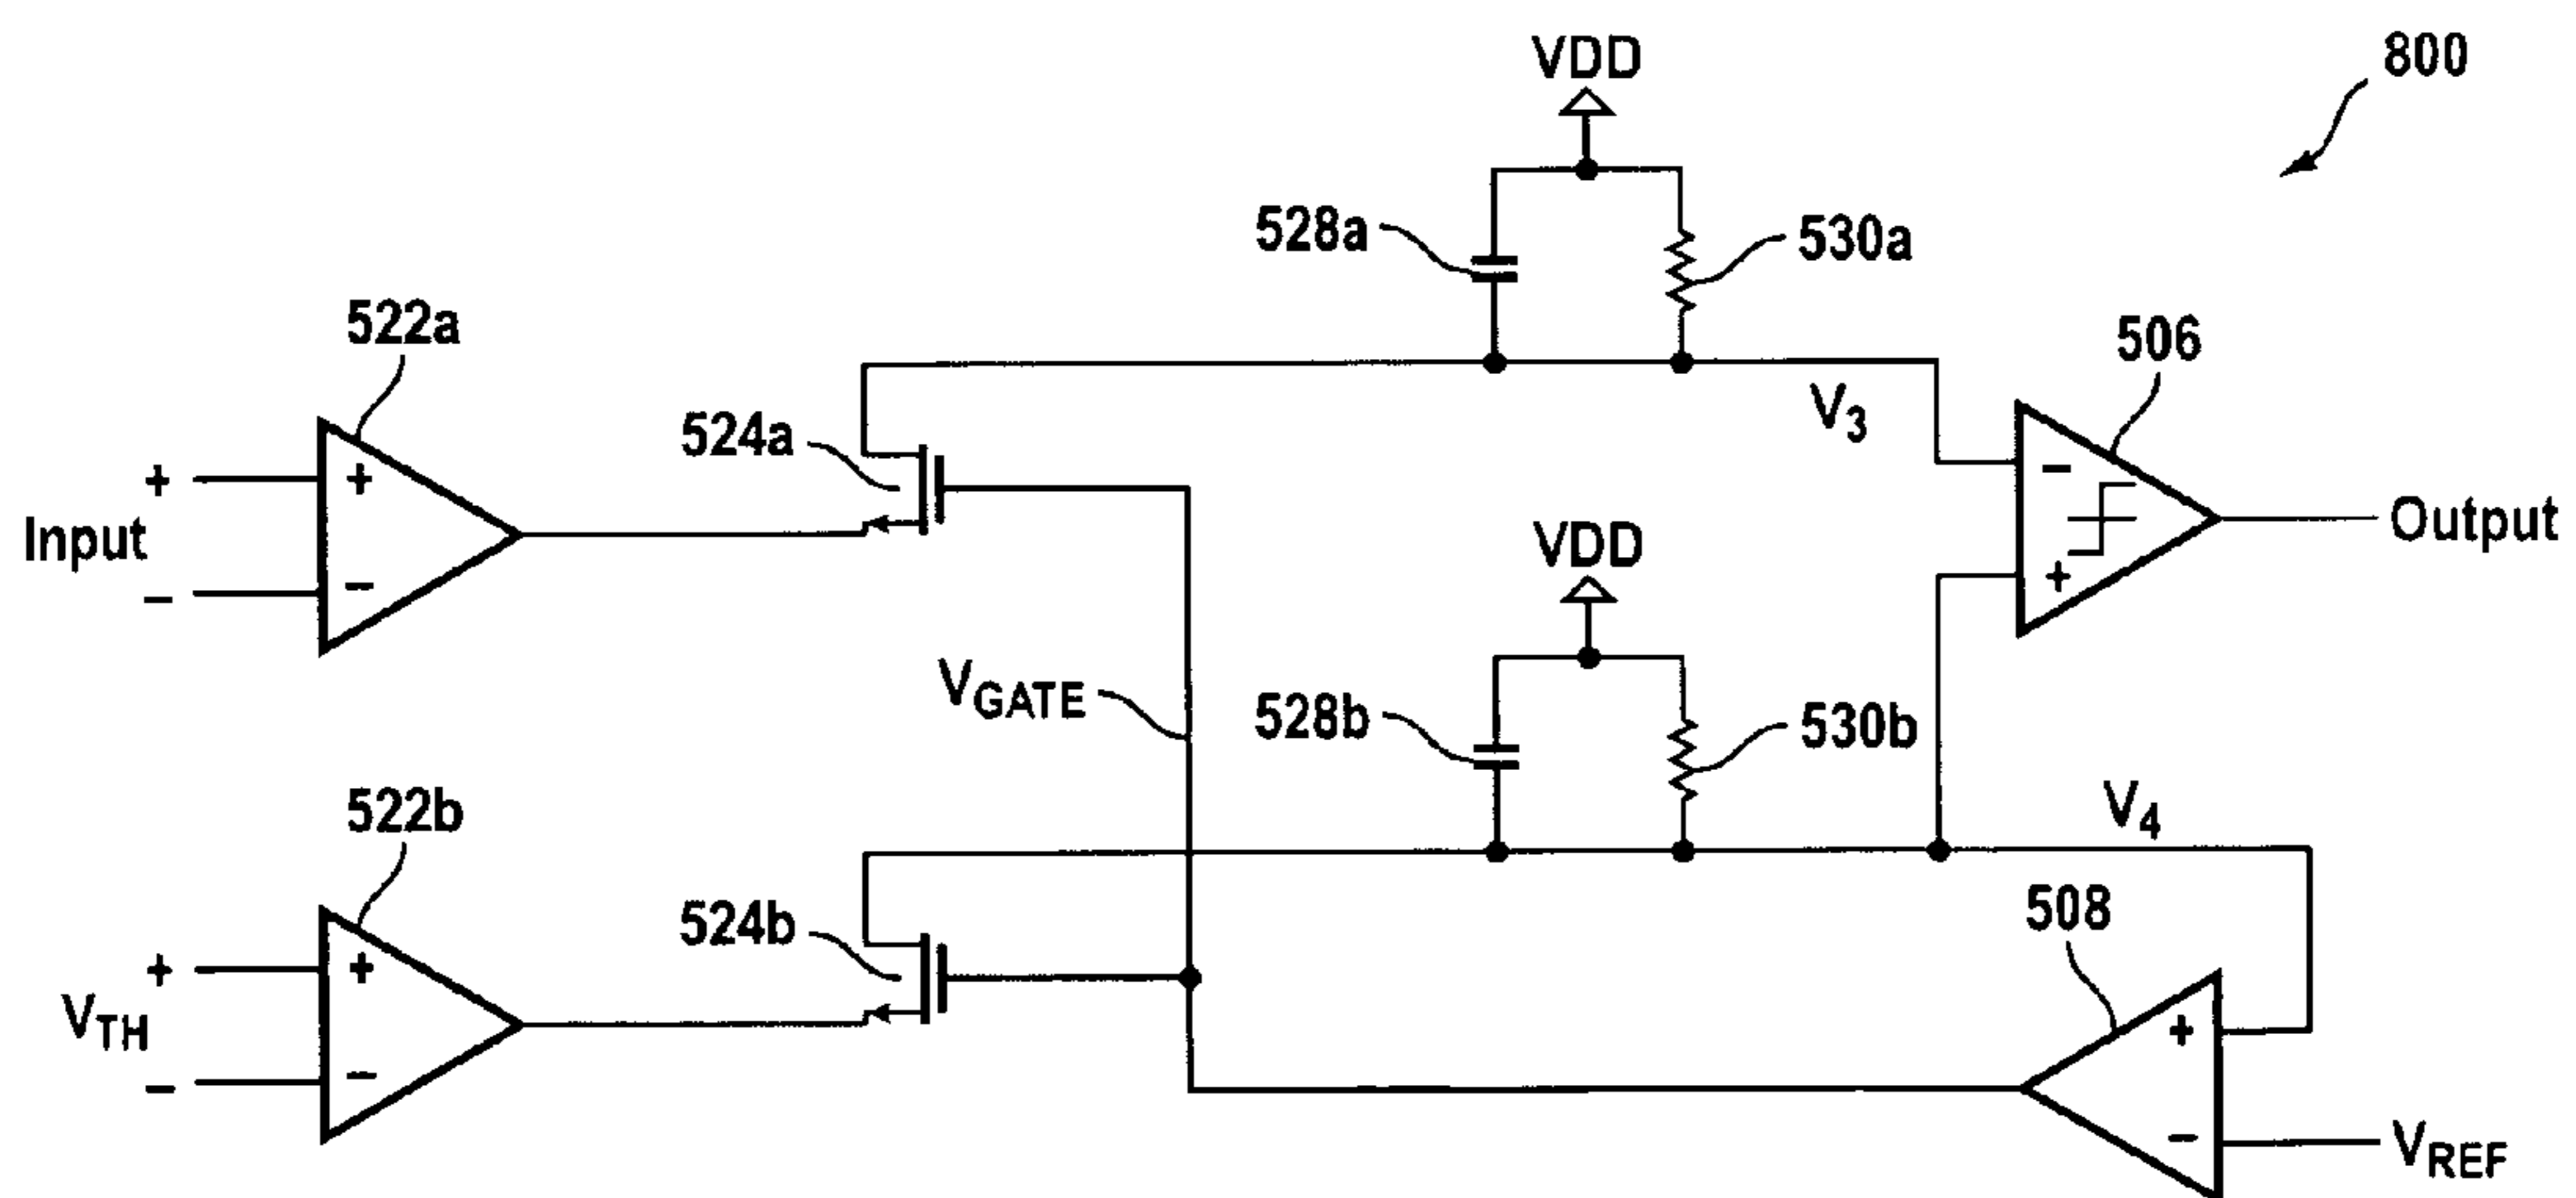 VDD
800
528a
530a
522a
506
524a
V3
+
+
−
Input
−
−
+
Output
VDD
VGATE
528b
530b
522b
V4
524b
508
+
+
VTH
−
−
+
−
VREF